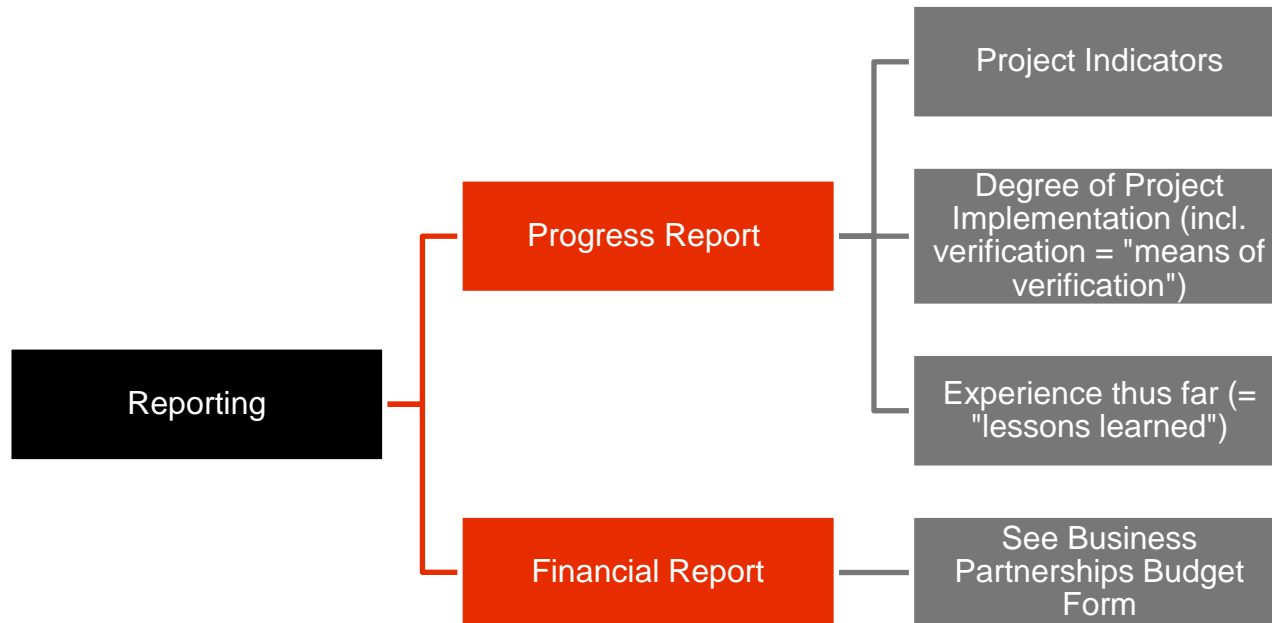 Project Indicators
Degree of Project
Implementation (incl.
verification = "means of
verification")
Progress Report
Experience thus far (=
"lessons learned")
Reporting
Financial Report
See Business
Partnerships Budget
Form